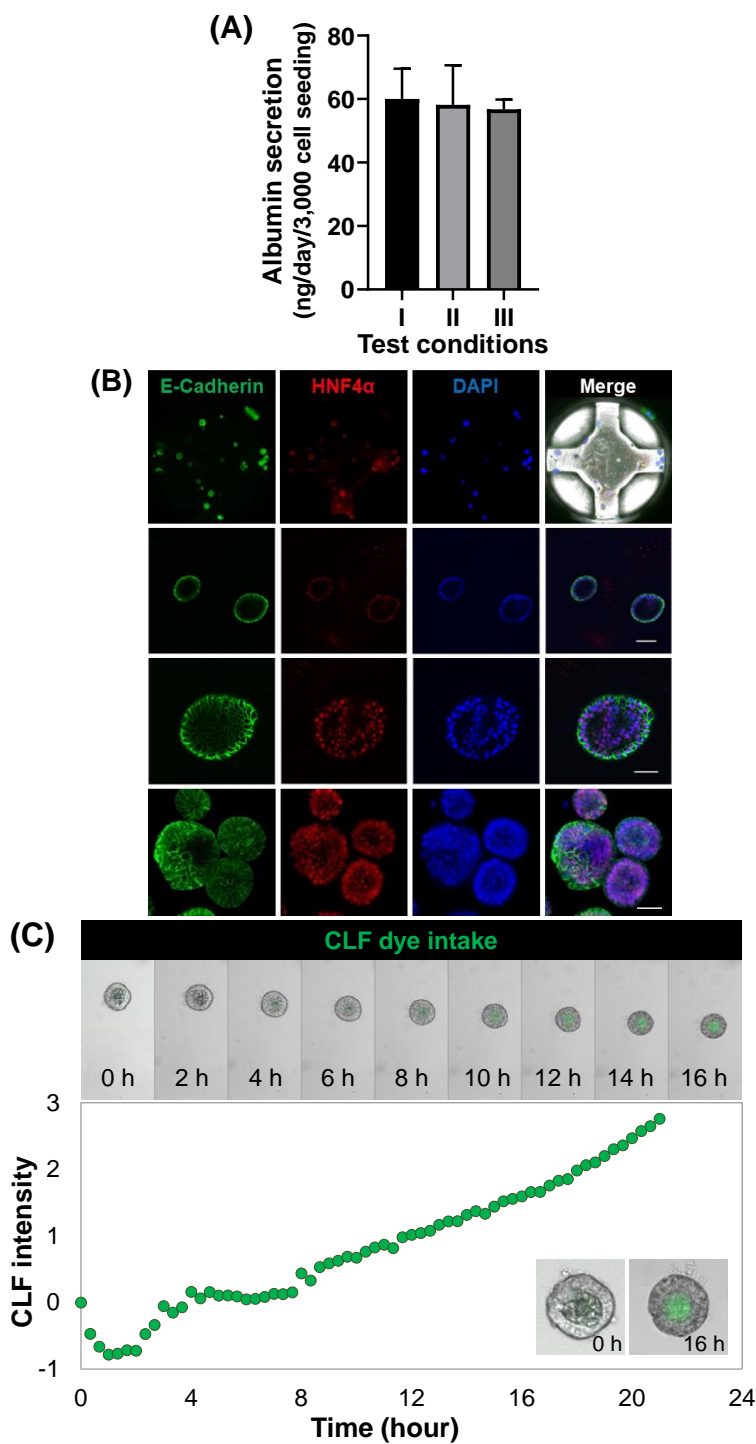 (A)
Albumin secretion
(ng/day/3,000 cell seeding)
80
60
40
20
0
I II III
Test conditions
(B)
E-Cadherin HNF4α DAPI Merge
(C)
CLF dye intake
0 h 2 h 4 h 6 h 8 h 10 h 12 h 14 h 16 h
CLF intensity
3
2
1
0
-1
0 h 16 h
0 4 8 12 16 20 24
Time (hour)